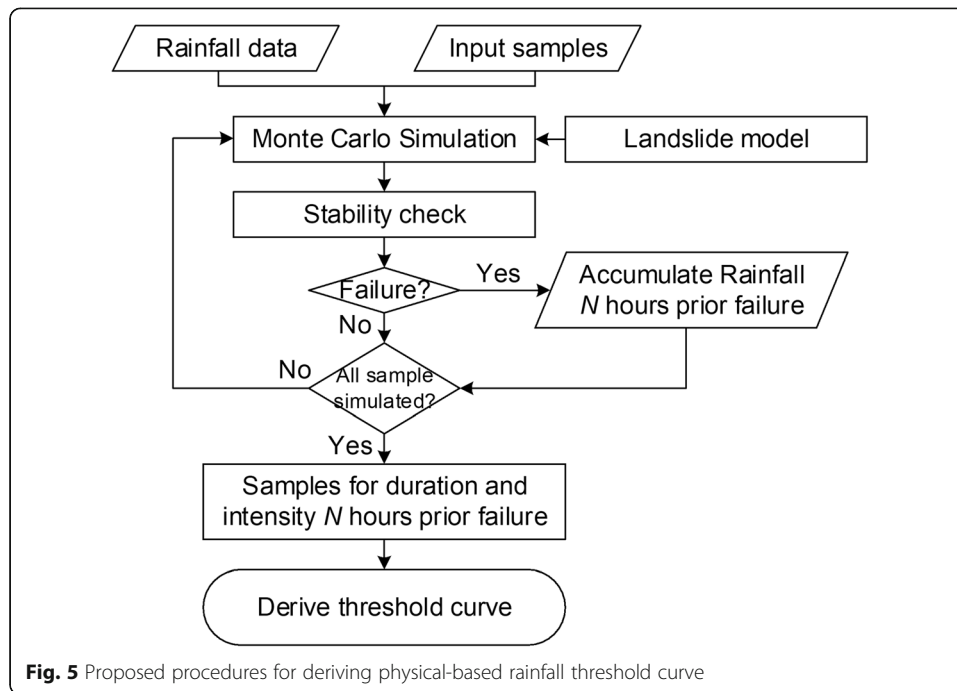 Rainfall data
Input samples
Monte Carlo Simulation
Landslide model
Stability check
Failure?
Yes
Accumulate Rainfall
N hours prior failure
No
No
All sample
simulated?
Yes
Samples for duration and
intensity N hours prior failure
Derive threshold curve
Fig. 5 Proposed procedures for deriving physical-based rainfall threshold curve